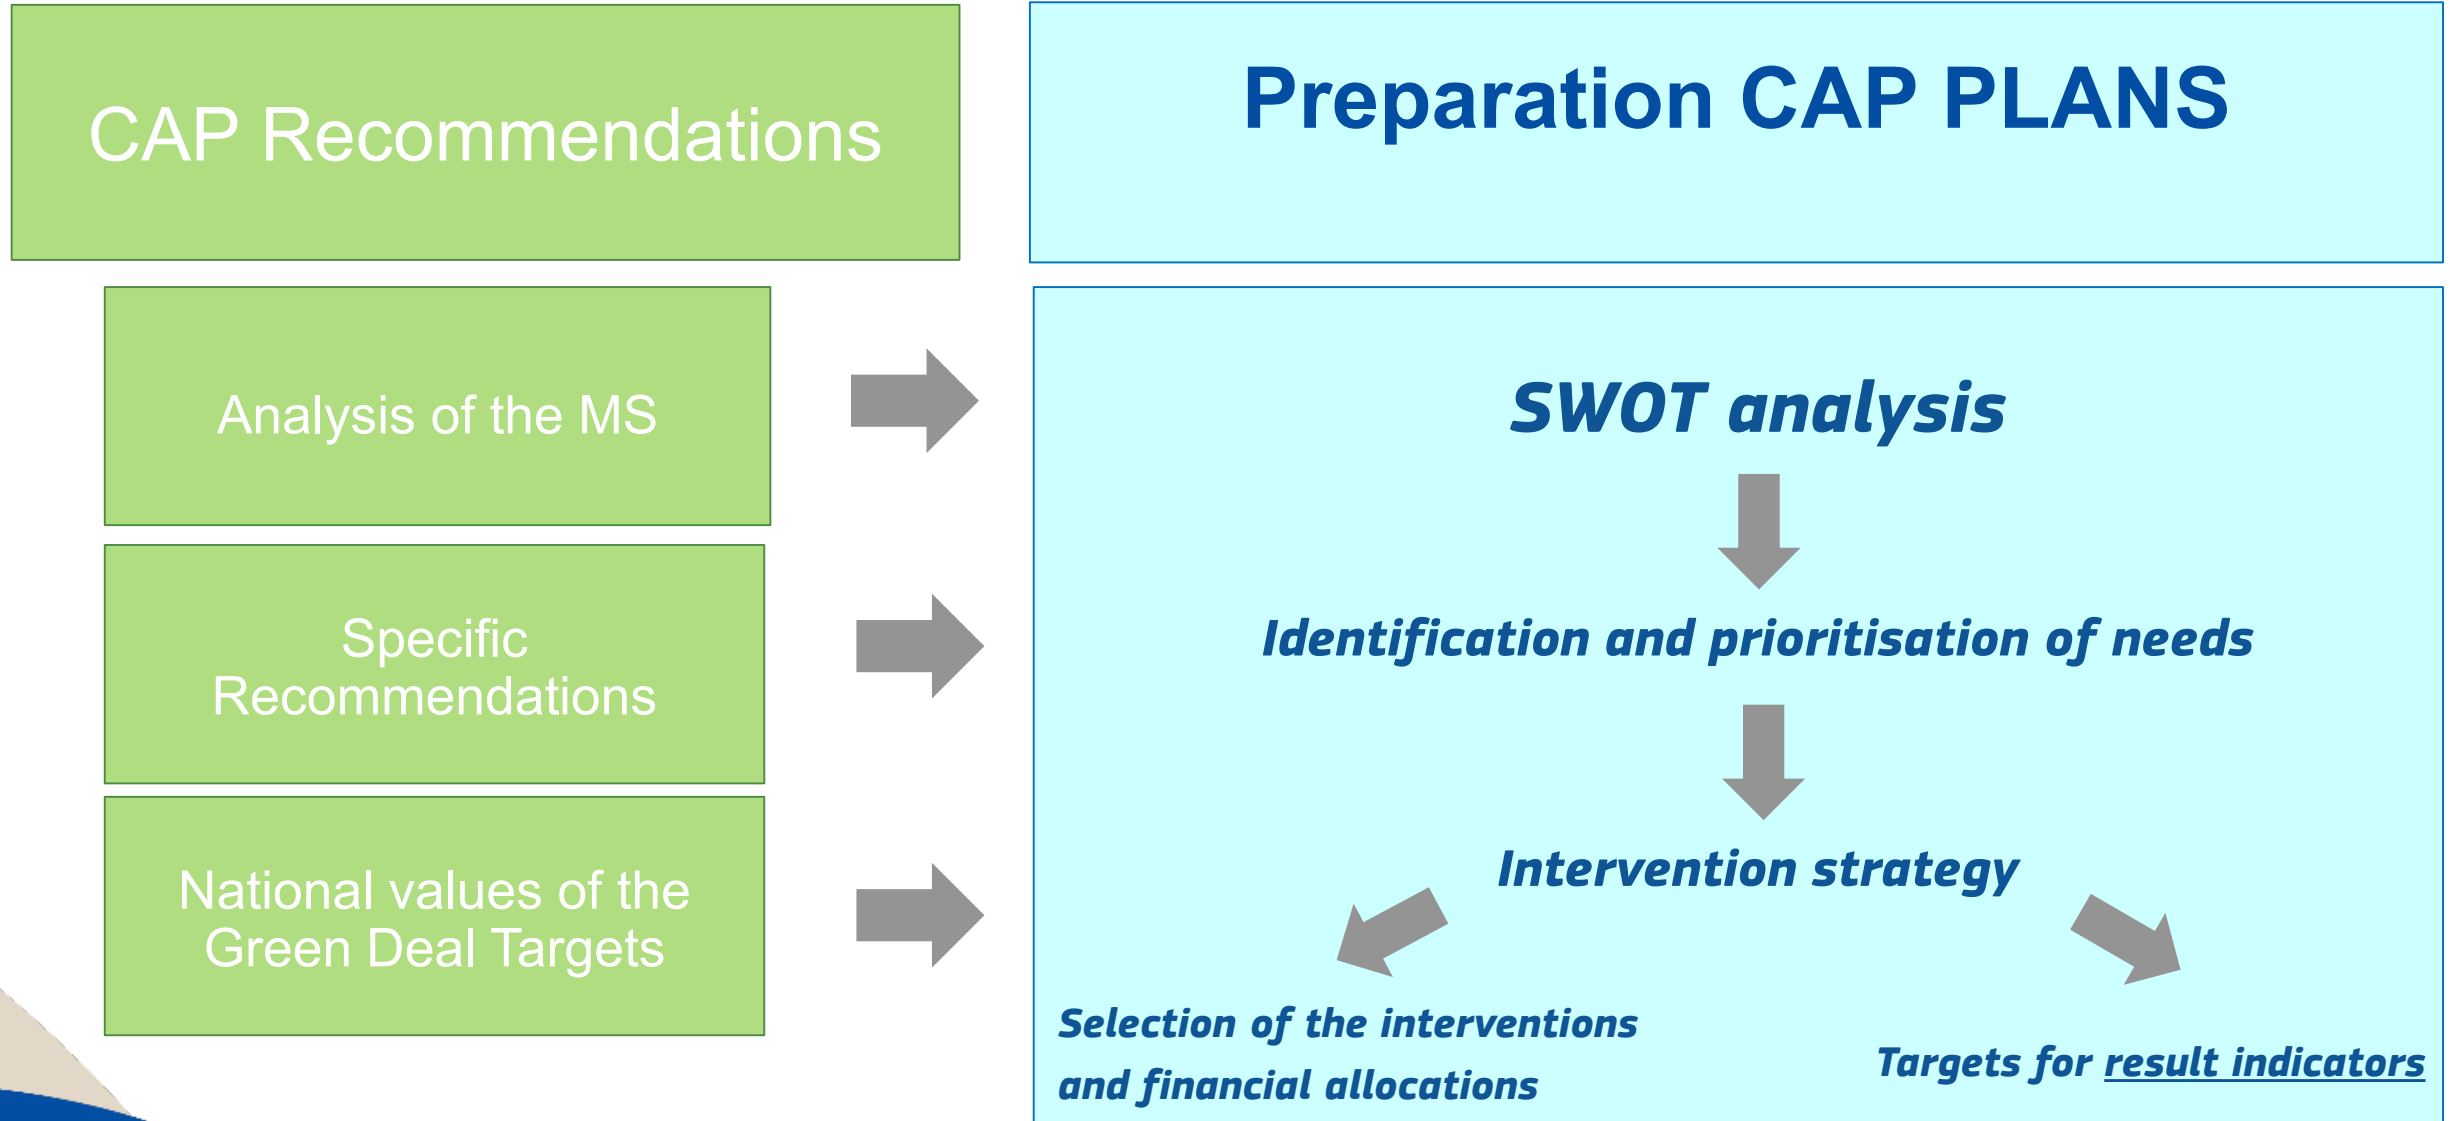 CAP Recommendations
Analysis of the MS
Specific
Recommendations
National values of the
Green Deal Targets
Preparation CAP PLANS
SWOT analysis
Identification and prioritisation of needs
Intervention strategy
Selection of the interventions
and financial allocations
Targets for result indicators